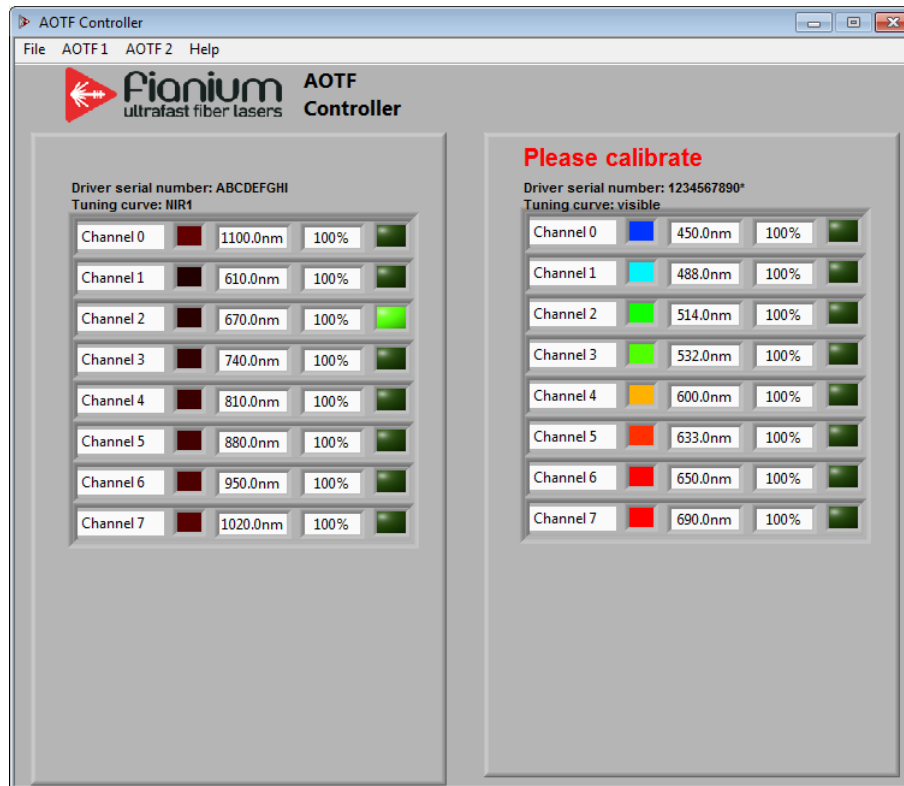 AOTF Controller
File AOTF 1 AOTF 2 Help
Fianium
ultrafast fiber lasers
AOTF
Controller
Driver serial number: ABCDEFGHI
Tuning curve: NIR1
Channel 0 1100.0nm 100%
Channel 1 610.0nm 100%
Channel 2 670.0nm 100%
Channel 3 740.0nm 100%
Channel 4 810.0nm 100%
Channel 5 880.0nm 100%
Channel 6 950.0nm 100%
Channel 7 1020.0nm 100%
Please calibrate
Driver serial number: 1234567890*
Tuning curve: visible
Channel 0 450.0nm 100%
Channel 1 488.0nm 100%
Channel 2 514.0nm 100%
Channel 3 532.0nm 100%
Channel 4 600.0nm 100%
Channel 5 633.0nm 100%
Channel 6 650.0nm 100%
Channel 7 690.0nm 100%